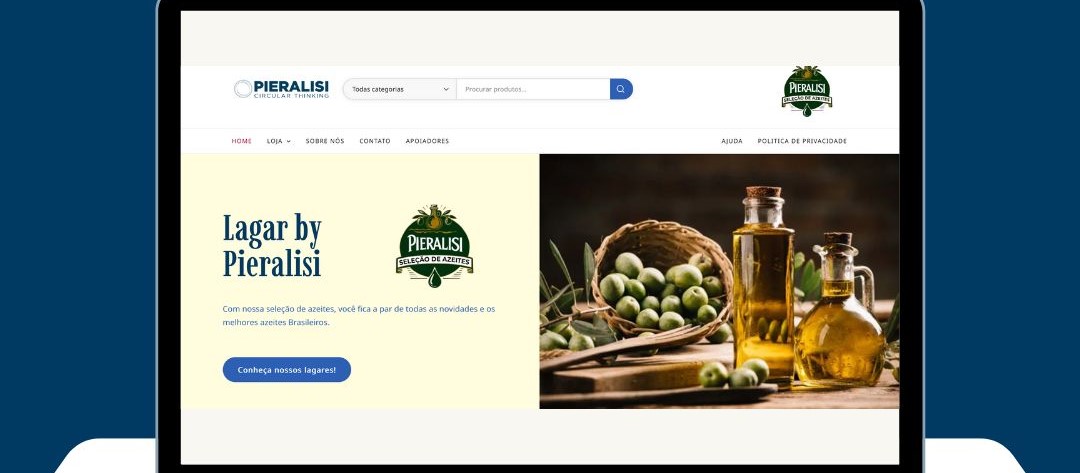 PIERALISI
CIRCULAR THINKING
Todas categorias
Procurar produtos...
PIERALISI
SELEÇÃO DE AZEITES
HOME LOJA SOBRE NÓS CONTATO APOIADORES AJUDA POLITICA DE PRIVACIDADE
Lagar by
Pieralisi
PIERALISI
SELEÇÃO DE AZEITES
Com nossa seleção de azeites, você fica a par de todas as novidades e os
melhores azeites Brasileiros.
Conheça nossos lagares!